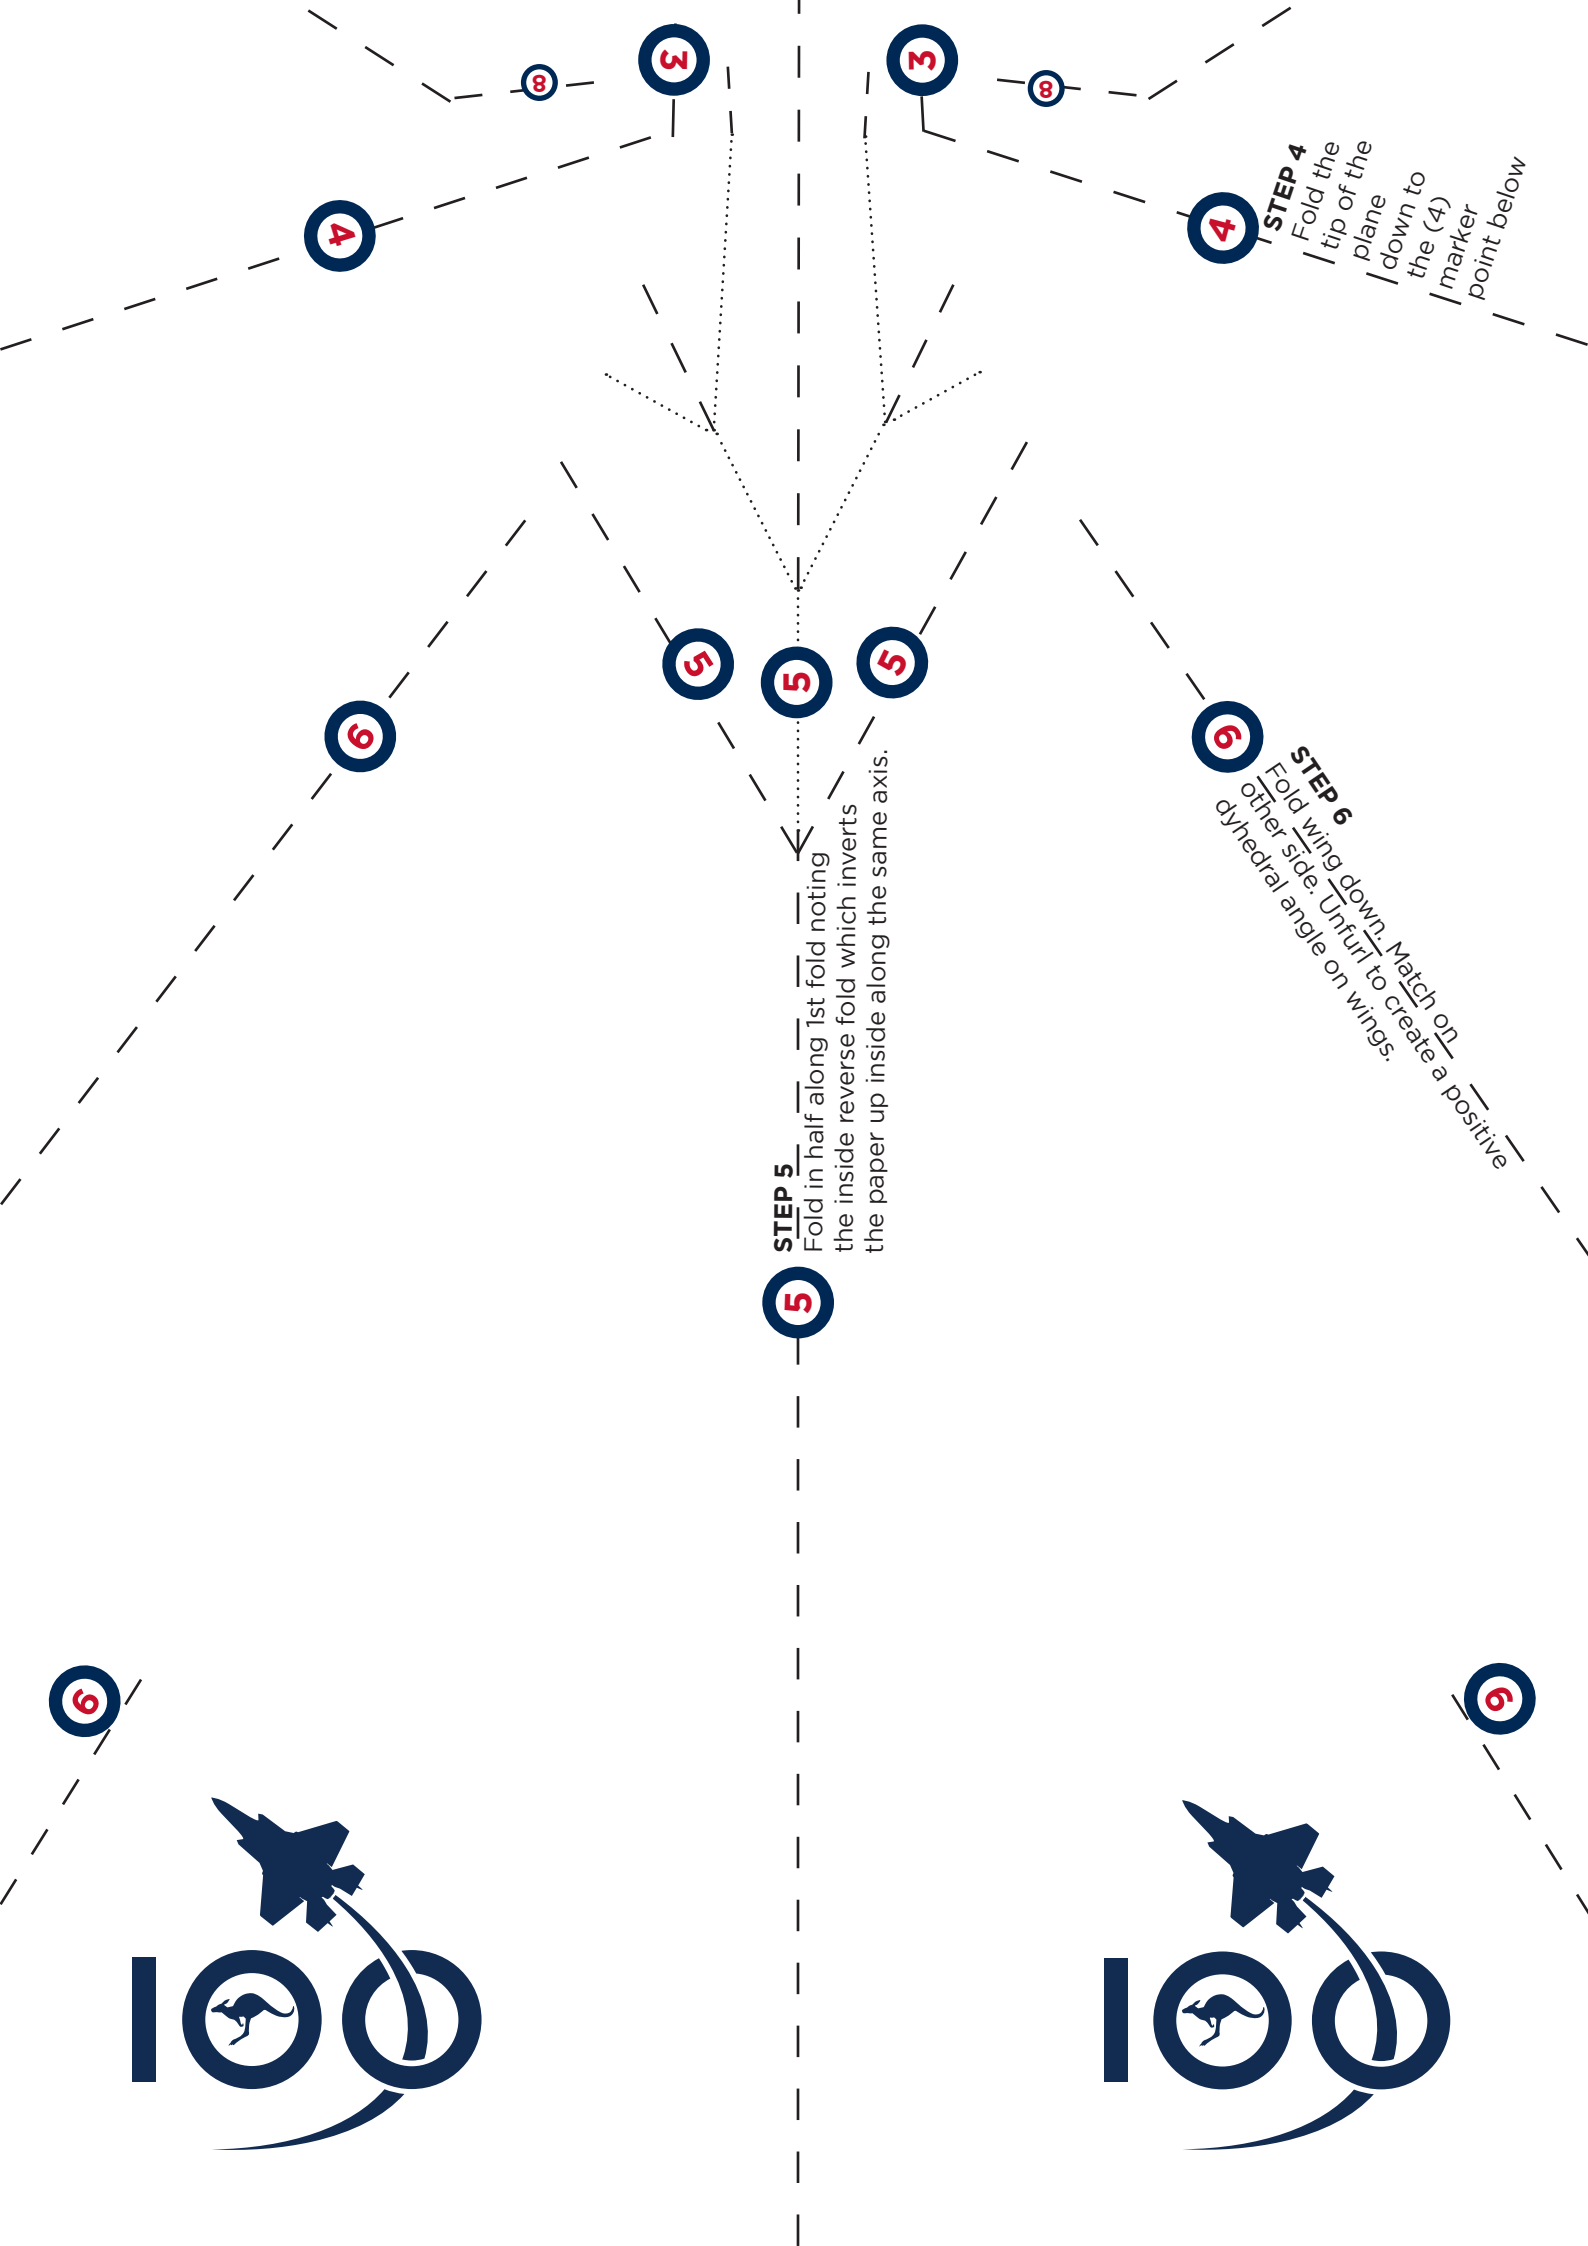 3
3
8
8
4
4
STEP 4
Fold the
tip of the
plane
down to
the (4)
marker
point below
5
5
5
6
6
STEP 6
Fold wing down. Match on
other side. Unfurl to create a positive
dyhedral angle on wings.
STEP 5
Fold in half along 1st fold noting
the inside reverse fold which inverts
the paper up inside along the same axis.
5
6
6
100
100